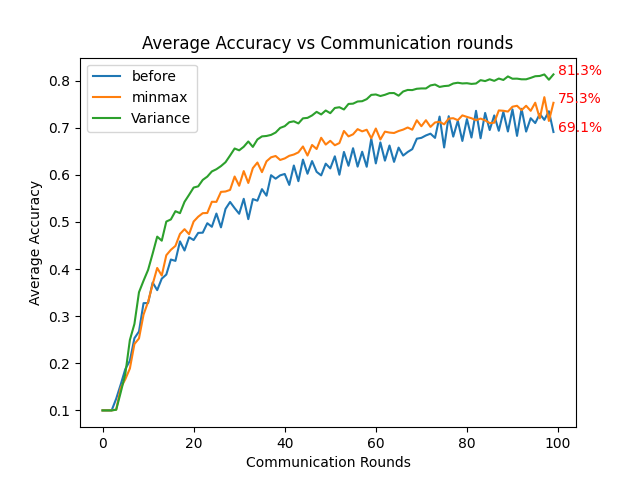 Average Accuracy vs Communication rounds
before
minmax
Variance
81.3%
75.3%
69.1%
0.8
0.7
0.6
0.5
0.4
0.3
0.2
0.1
Average Accuracy
0 20 40 60 80 100
Communication Rounds